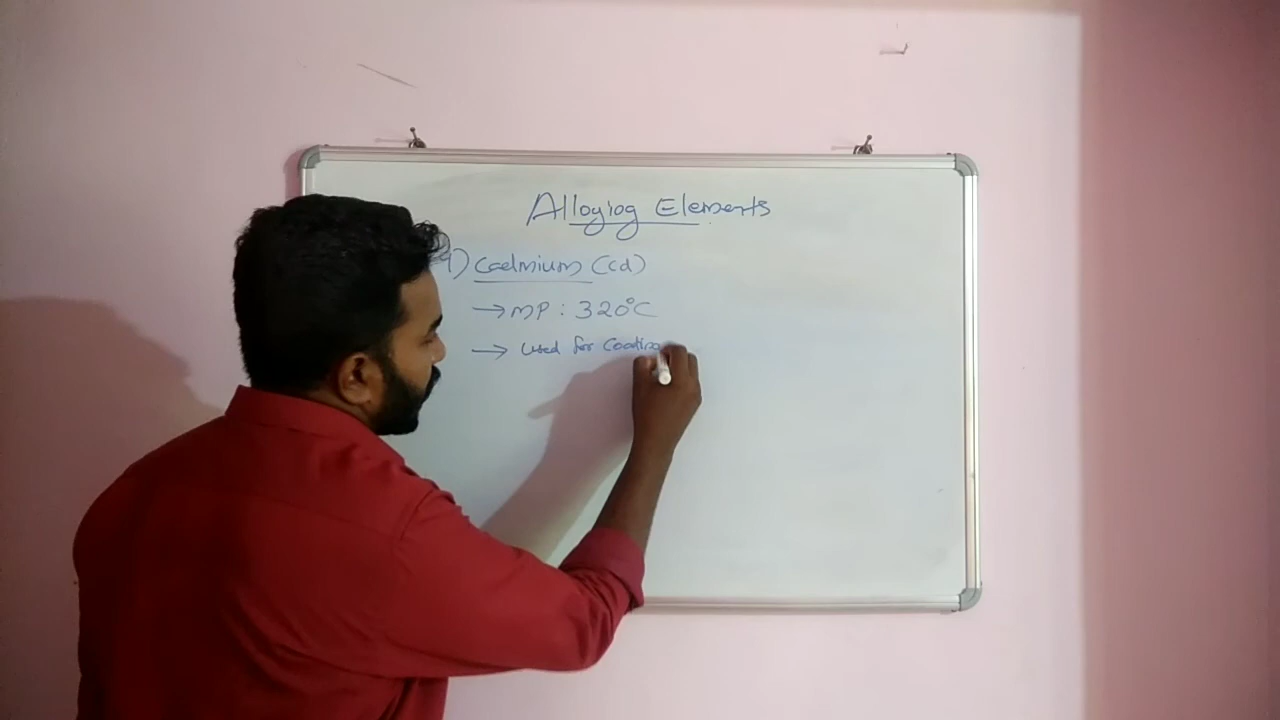 Alloying Elements
1) Cadmium (Cd)
→ MP : 320°C
→ Used for Coating